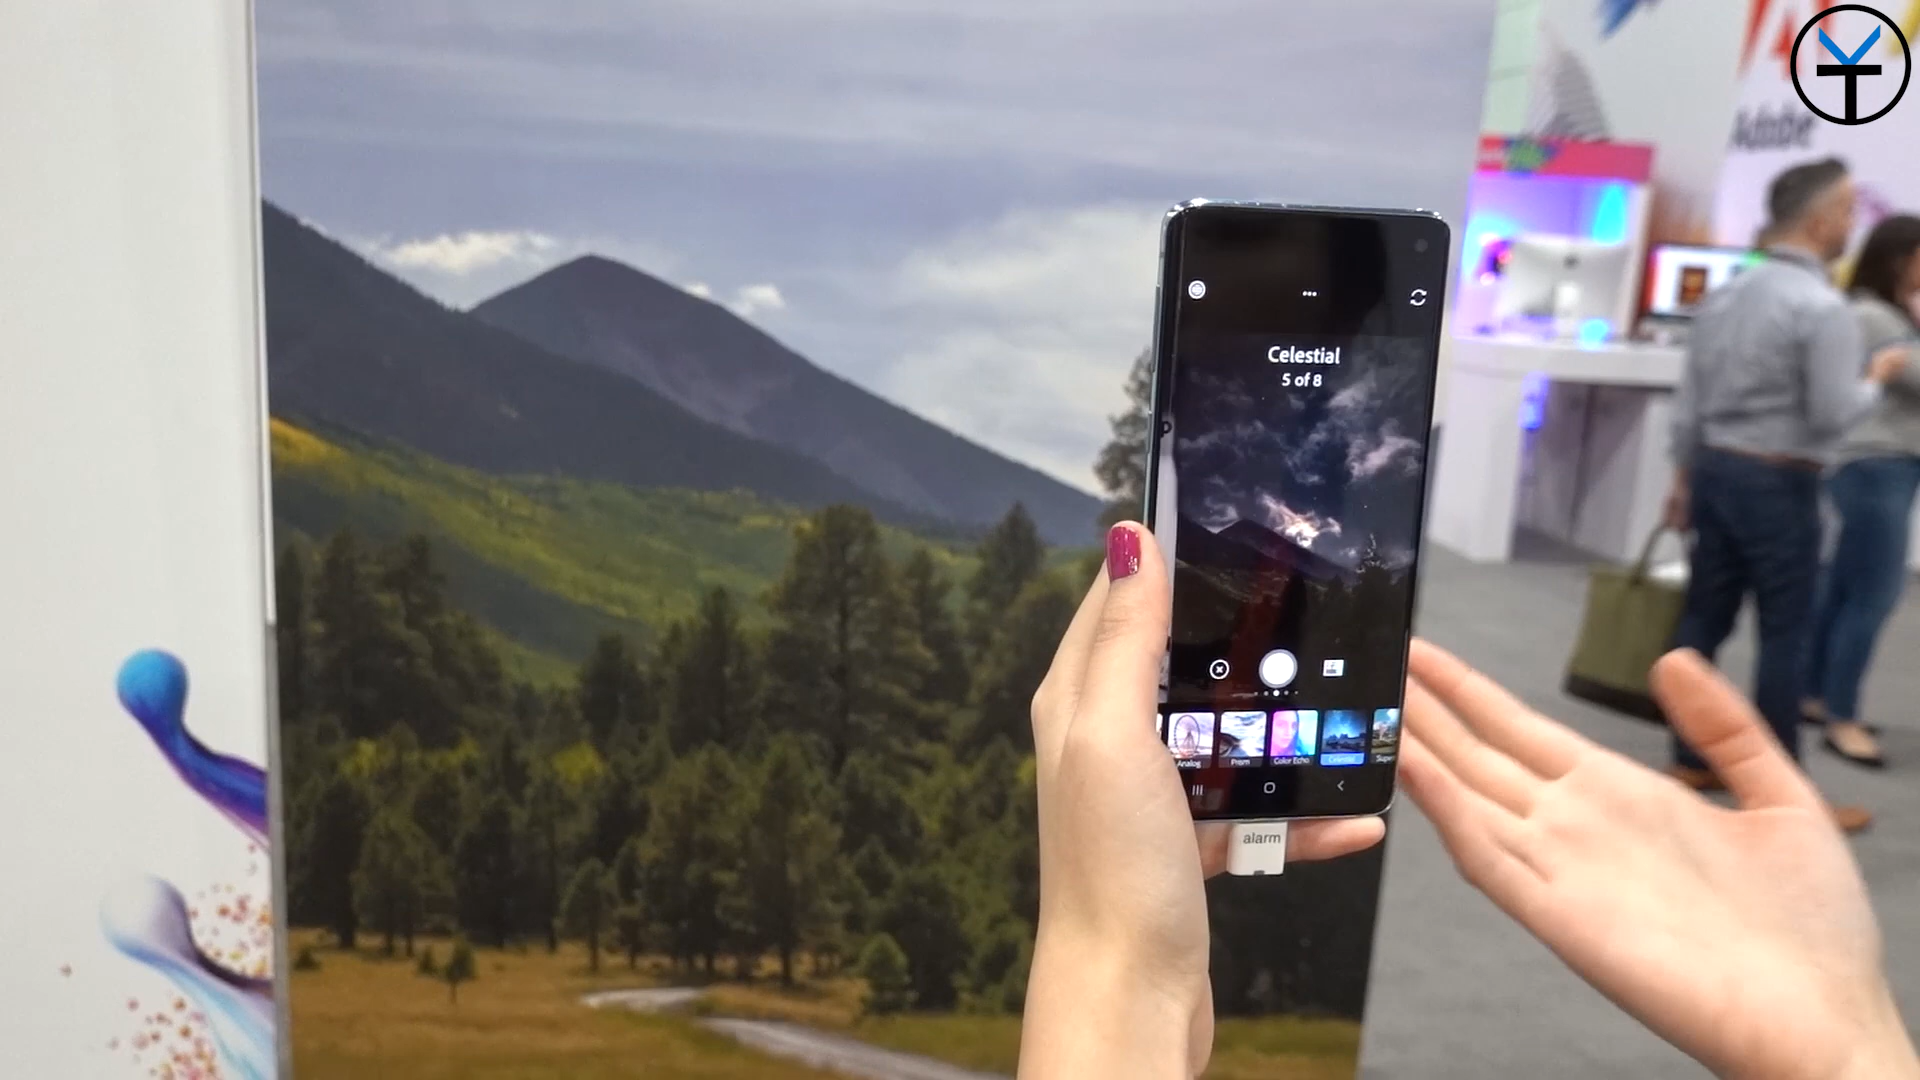 Adobe
Celestial
5 of 8
Analog
Prism
Color Echo
Celestial
alarm